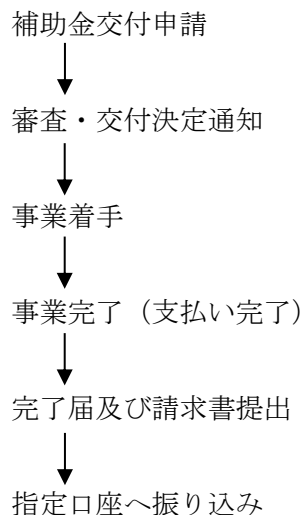 補助金交付申請
審査・交付決定通知
事業着手
事業完了（支払い完了）
完了届及び請求書提出
指定口座へ振り込み